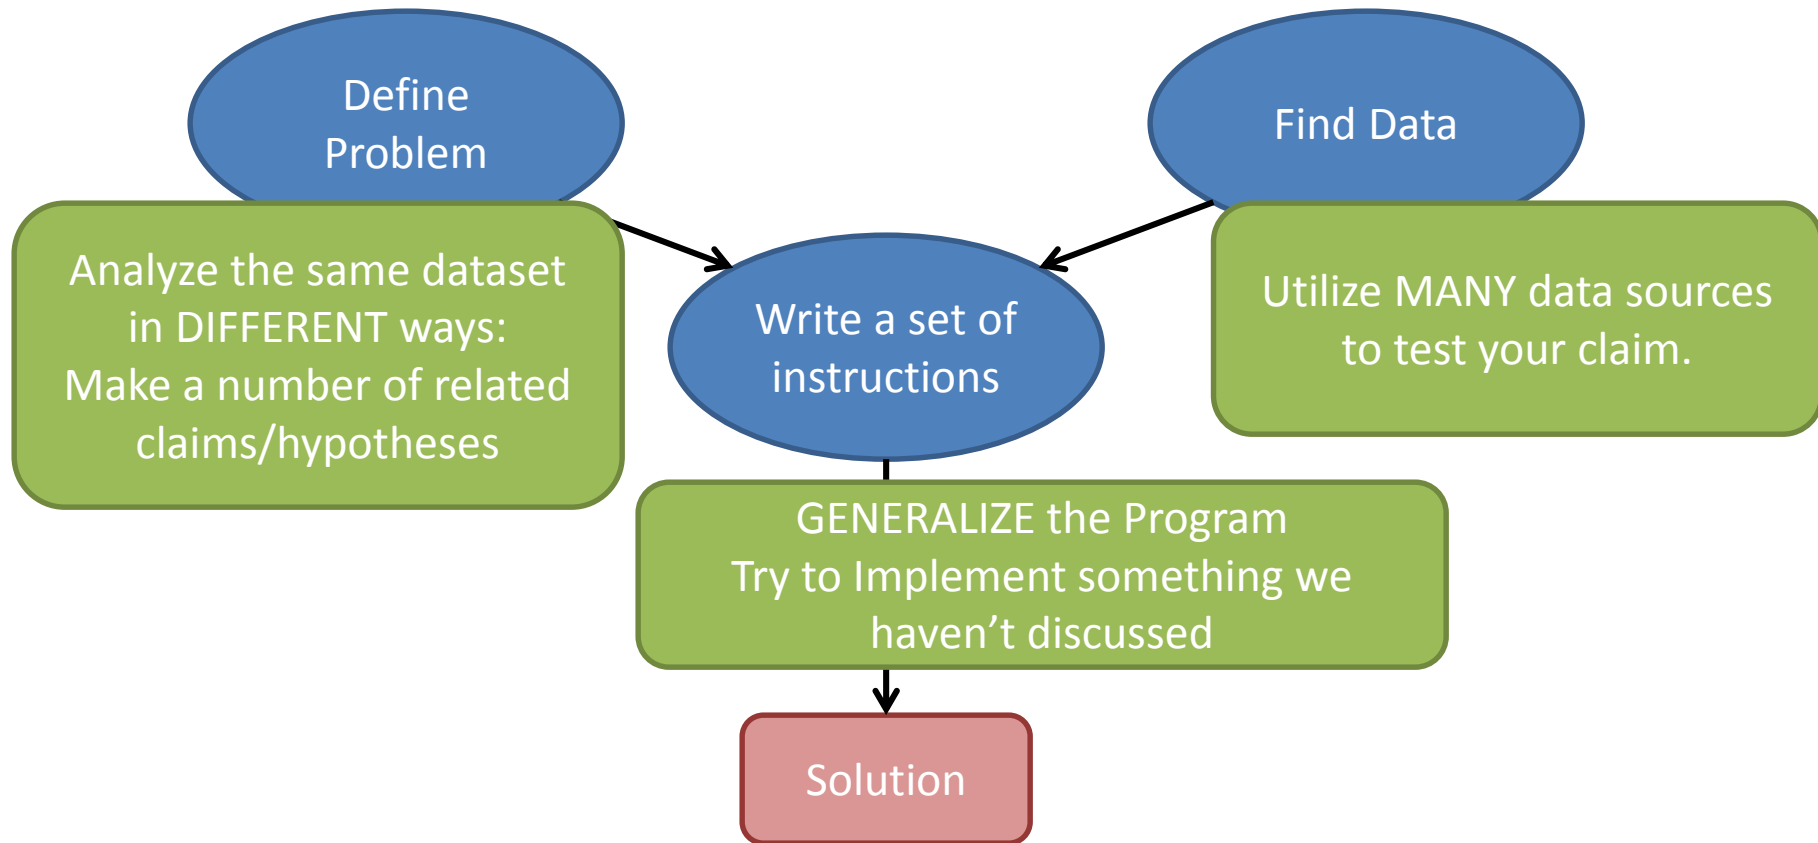 Define
Problem
Find Data
Analyze the same dataset
in DIFFERENT ways:
Make a number of related
claims/hypotheses
Utilize MANY data sources
to test your claim.
Write a set of
instructions
GENERALIZE the Program
Try to Implement something we
haven’t discussed
Solution